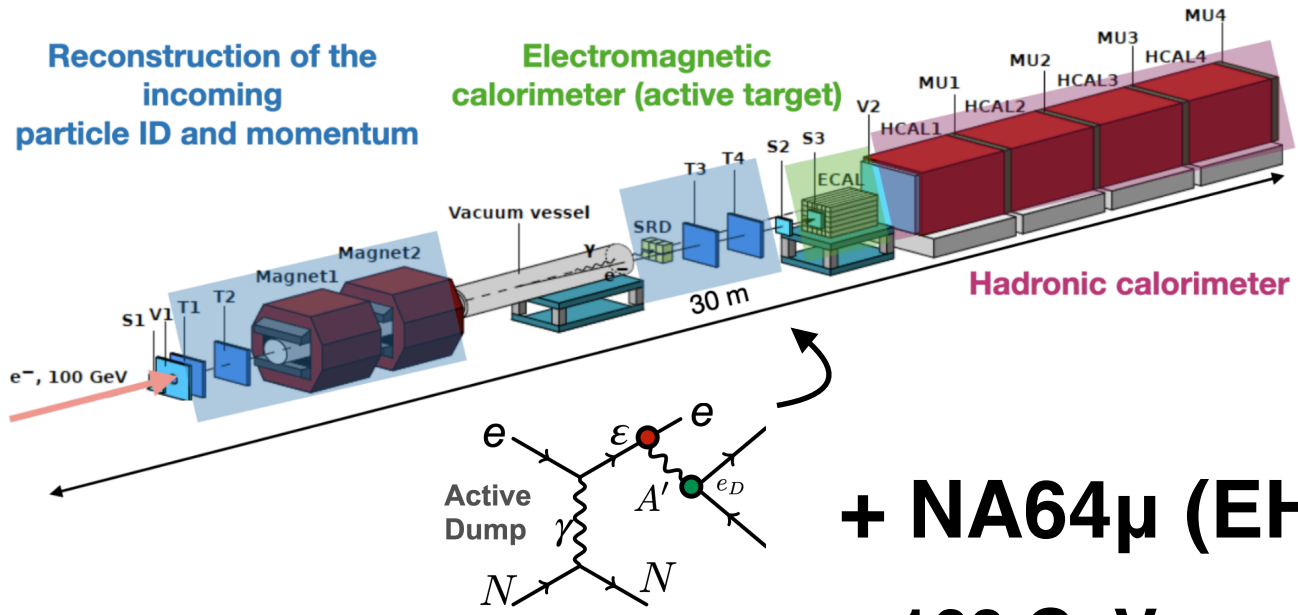 Reconstruction of the
incoming
particle ID and momentum
Electromagnetic
calorimeter (active target)
MU4
MU3
HCAL4
MU2
HCAL3
MU1
HCAL2
V2
HCAL1
S3
S2
ECAL
T4
T3
SRD
Vacuum vessel
γ
e−
Magnet2
Magnet1
T2
T1
V1
S1
e−, 100 GeV
30 m
Hadronic calorimeter
e
ε
e
A′
e_D
Active
Dump
γ
N
N
+ NA64μ (EH